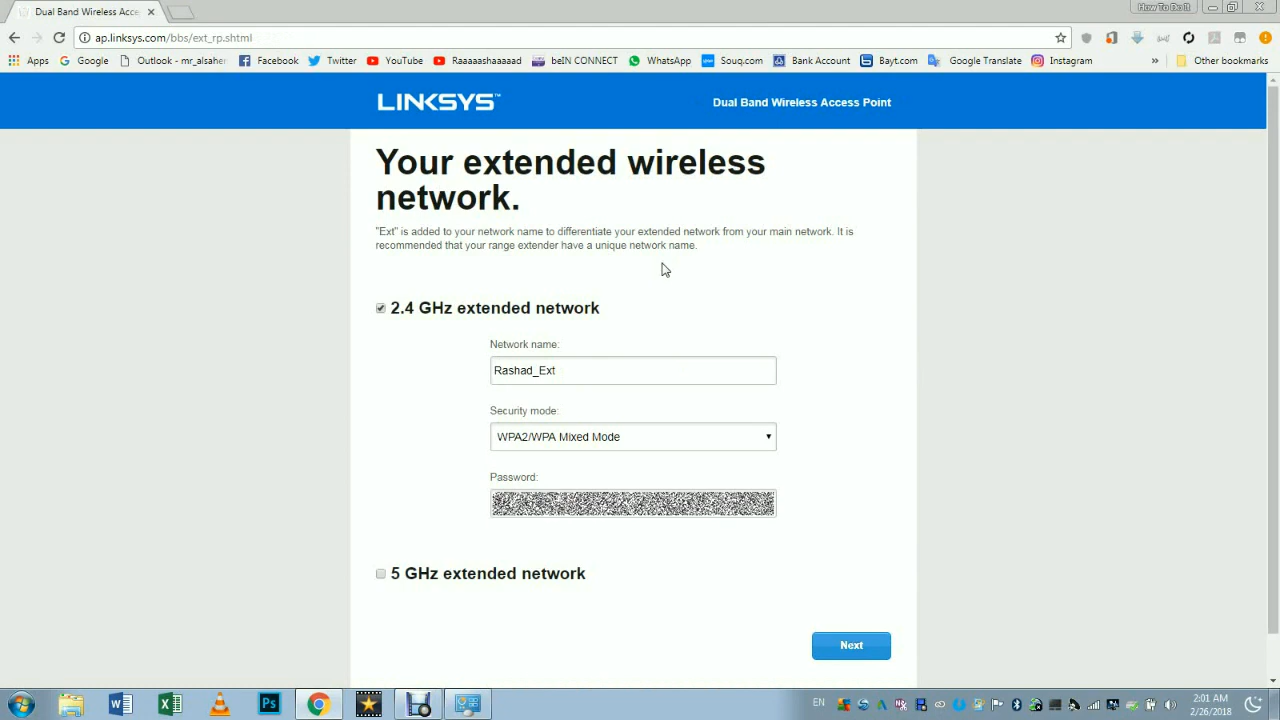 Dual Band Wireless Acce
How To Do It
ap.linksys.com/bbs/ext_rp.shtml
Apps Google Outlook - mr_alsaher Facebook Twitter YouTube Raaaaashaaaaad beIN CONNECT WhatsApp Souq.com Bank Account Bayt.com Google Translate Instagram » Other bookmarks
LINKSYS™ Dual Band Wireless Access Point
Your extended wireless
network.
"Ext" is added to your network name to differentiate your extended network from your main network. It is
recommended that your range extender have a unique network name.
2.4 GHz extended network
Network name:
Rashad_Ext
Security mode:
WPA2/WPA Mixed Mode
Password:
5 GHz extended network
Next
EN
2:01 AM
2/26/2018